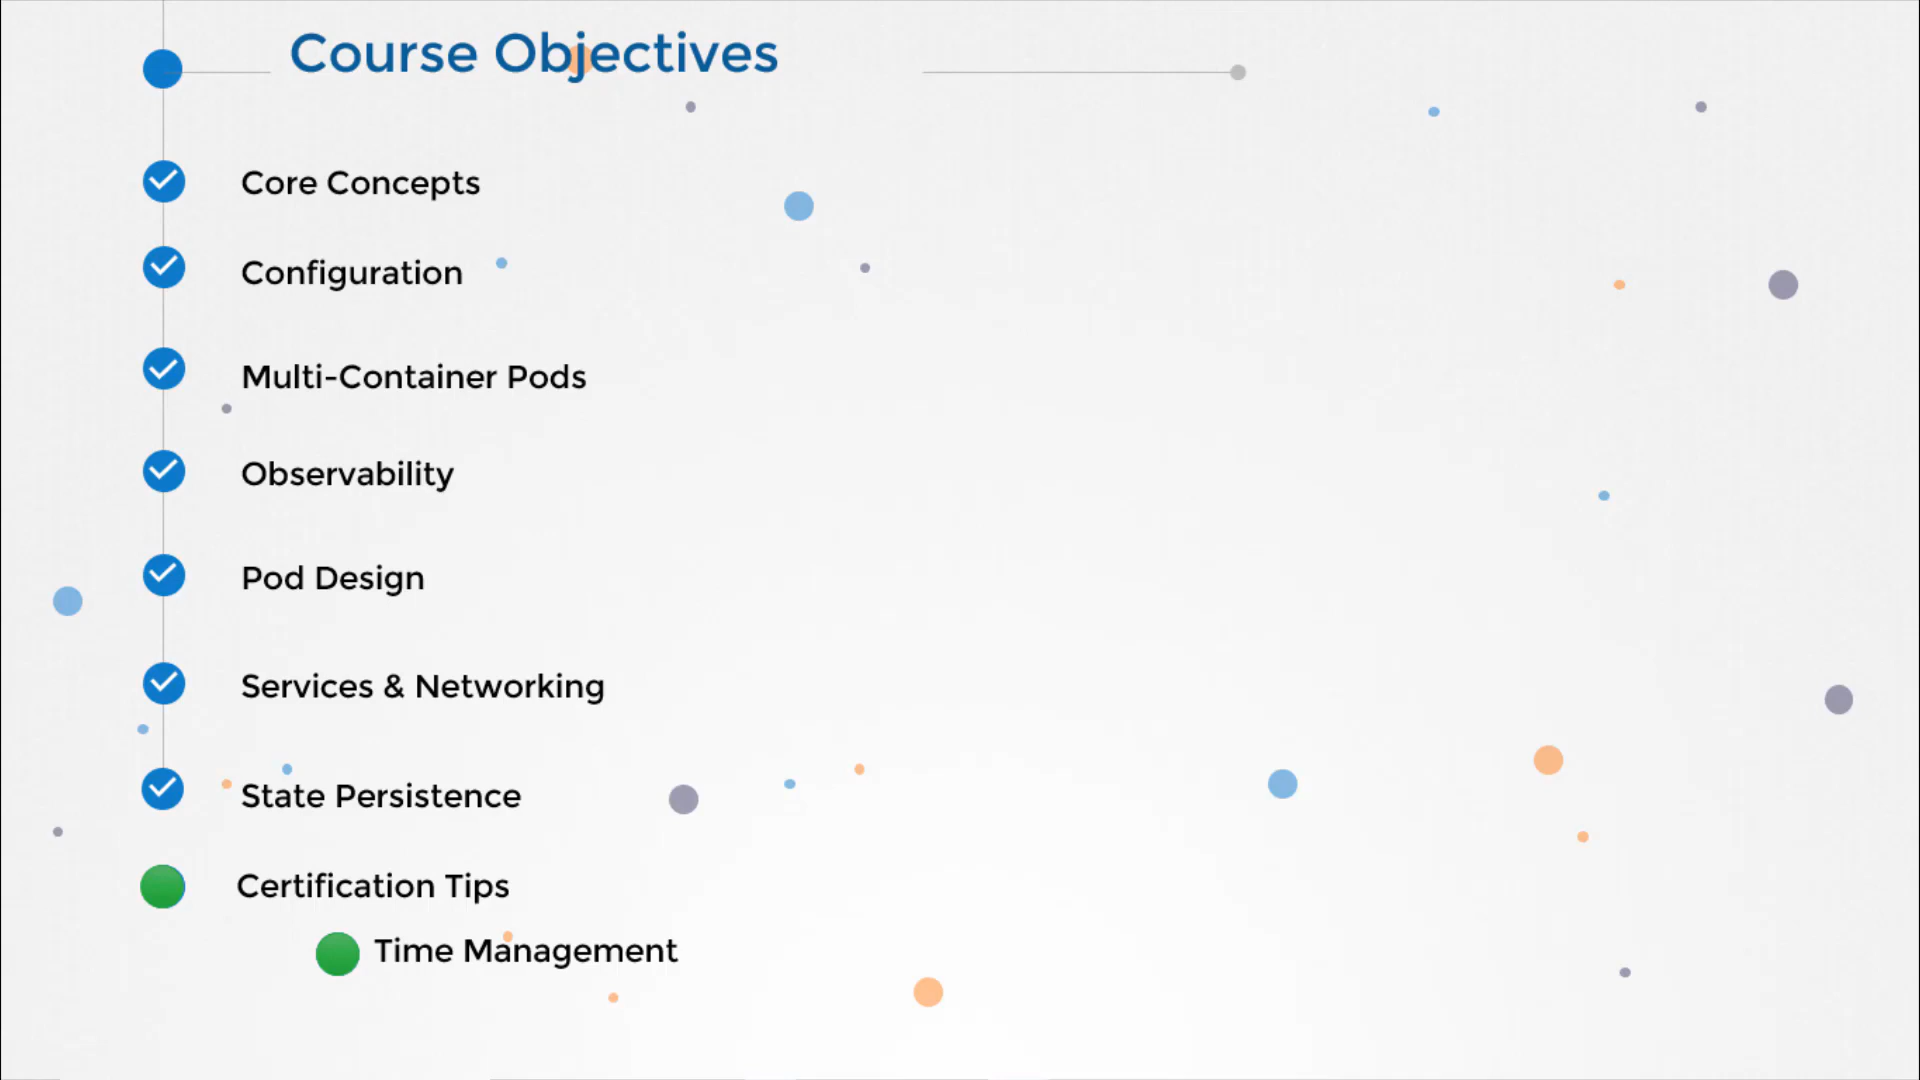 Course Objectives
Core Concepts
Configuration
Multi-Container Pods
Observability
Pod Design
Services & Networking
State Persistence
Certification Tips
Time Management